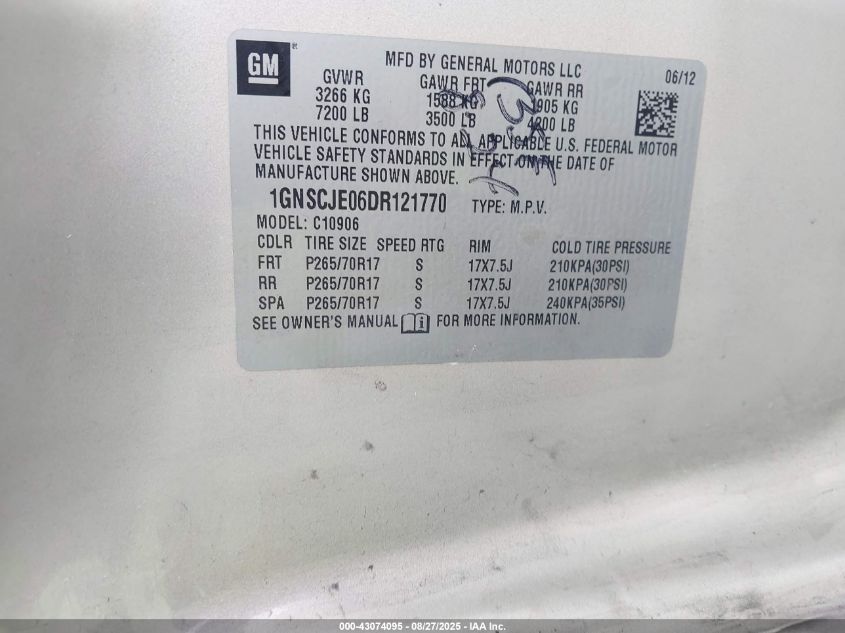 GM
MFD BY GENERAL MOTORS LLC 06/12
GVWR GAWR FRT GAWR RR
3266 KG 1588 KG 1905 KG
7200 LB 3500 LB 4200 LB
THIS VEHICLE CONFORMS TO ALL APPLICABLE U.S. FEDERAL MOTOR
VEHICLE SAFETY STANDARDS IN EFFECT ON THE DATE OF
MANUFACTURE SHOWN ABOVE.
1GNSCJE06DR121770 TYPE: M.P.V.
MODEL: C10906
CDLR TIRE SIZE SPEED RTG RIM COLD TIRE PRESSURE
FRT P265/70R17 S 17X7.5J 210KPA(30PSI)
RR P265/70R17 S 17X7.5J 210KPA(30PSI)
SPA P265/70R17 S 17X7.5J 240KPA(35PSI)
SEE OWNER'S MANUAL i FOR MORE INFORMATION.
000-43074095 - 08/27/2025 - IAA Inc.